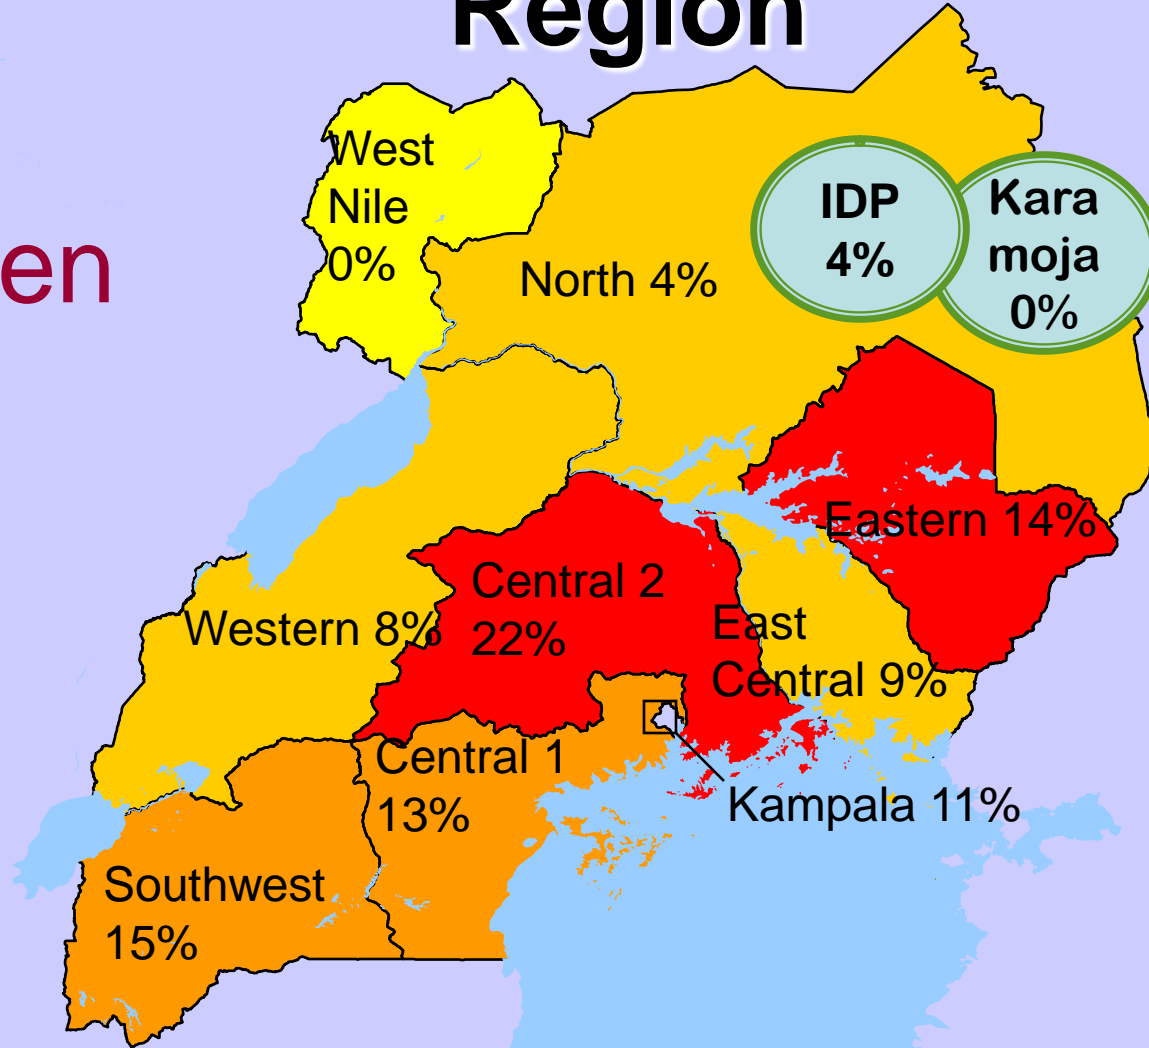 Region
en
West
Nile
0%
North 4%
IDP
4%
Kara
moja
0%
Eastern 14%
Central 2
22%
Western 8%
East
Central 9%
Central 1
13%
Kampala 11%
Southwest
15%